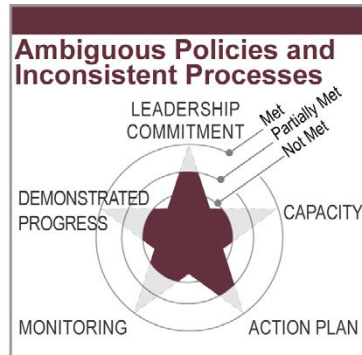 Ambiguous Policies and
Inconsistent Processes
LEADERSHIP
COMMITMENT
Met
Partially Met
Not Met
DEMONSTRATED
PROGRESS
CAPACITY
MONITORING
ACTION PLAN